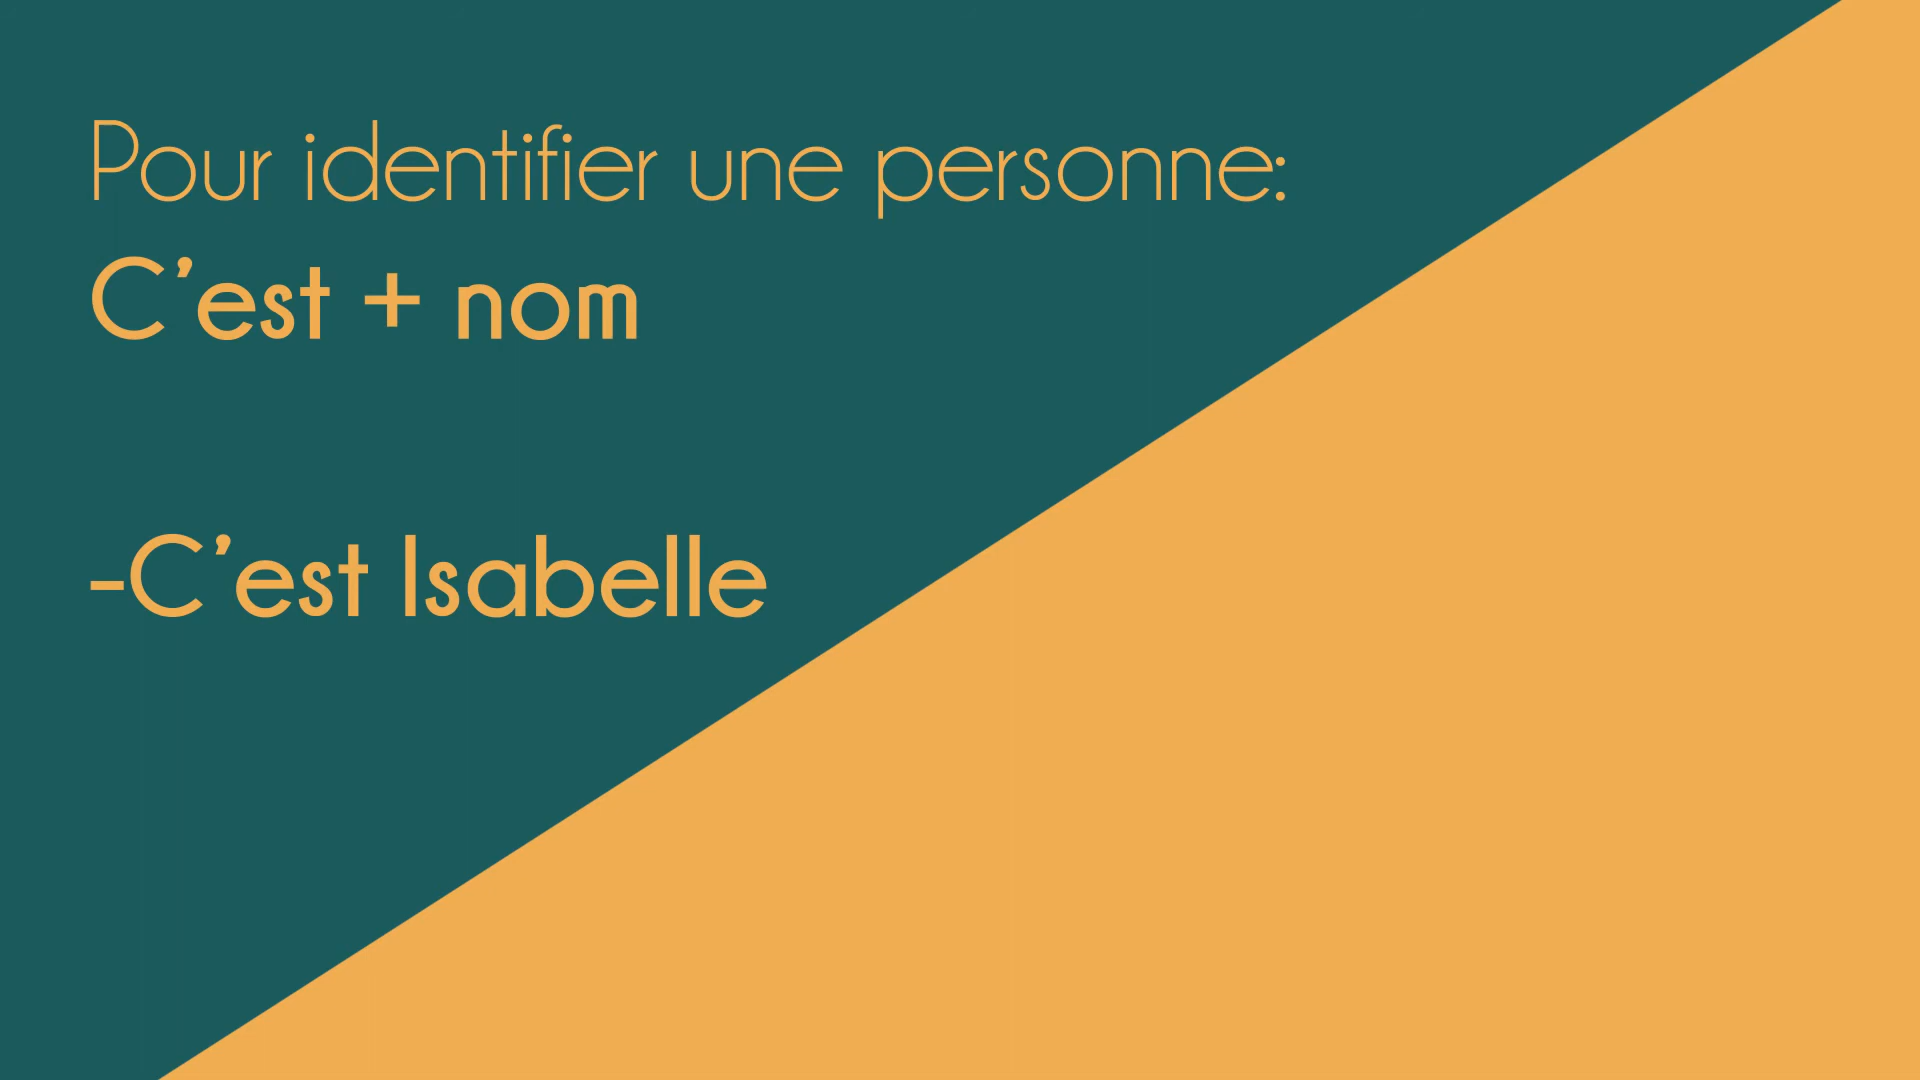 Pour identifier une personne:
C’est + nom
-C’est Isabelle